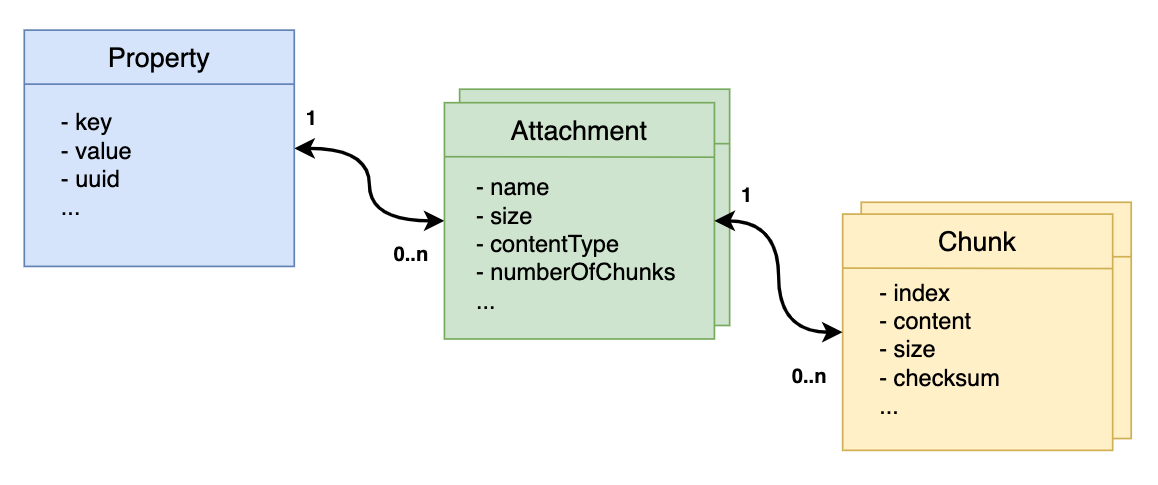 Property
- key
- value
- uuid
...
1
0..n
Attachment
- name
- size
- contentType
- numberOfChunks
...
1
0..n
Chunk
- index
- content
- size
- checksum
...